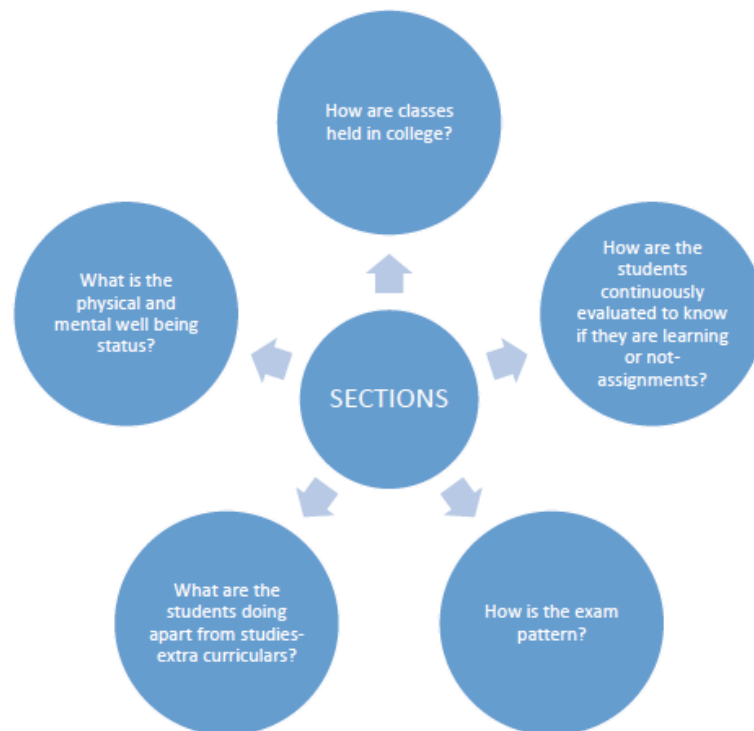 How are classes
held in college?
How are the
students
continuously
evaluated to know
if they are learning
or not-
assignments?
What is the
physical and
mental well being
status?
SECTIONS
What are the
students doing
apart from studies-
extra curriculars?
How is the exam
pattern?